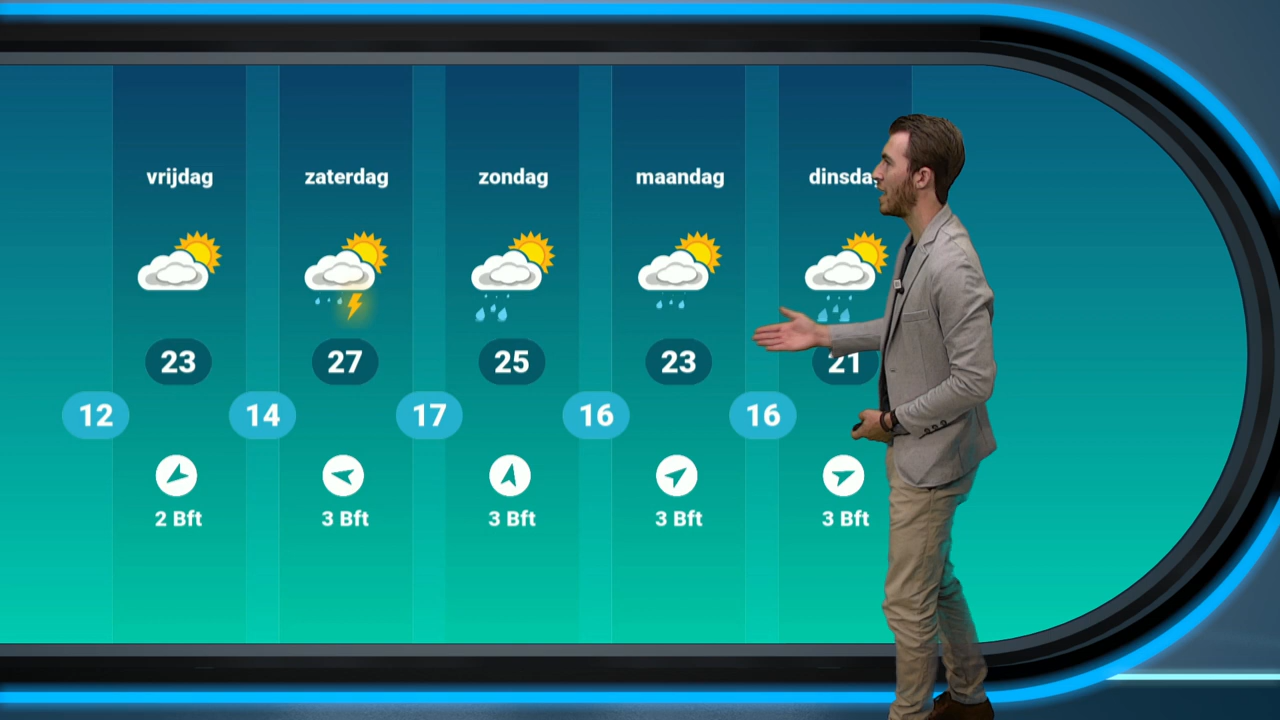 vrijdag zaterdag zondag maandag dinsdag
23 27 25 23 21
12 14 17 16 16
2 Bft 3 Bft 3 Bft 3 Bft 3 Bft